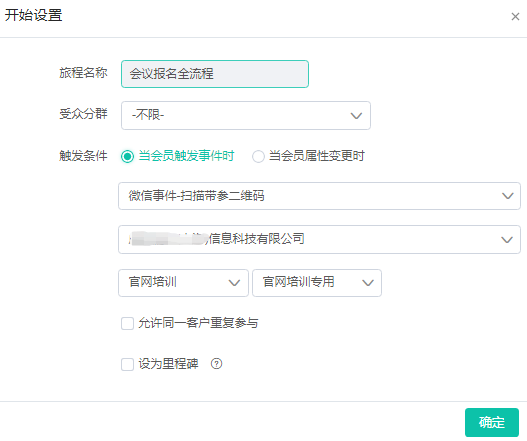 开始设置
旅程名称 会议报名全流程
受众分群 -不限-
触发条件 当会员触发事件时 当会员属性变更时
微信事件-扫描带参二维码
信息科技有限公司
官网培训 官网培训专用
允许同一客户重复参与
设为里程碑
确定